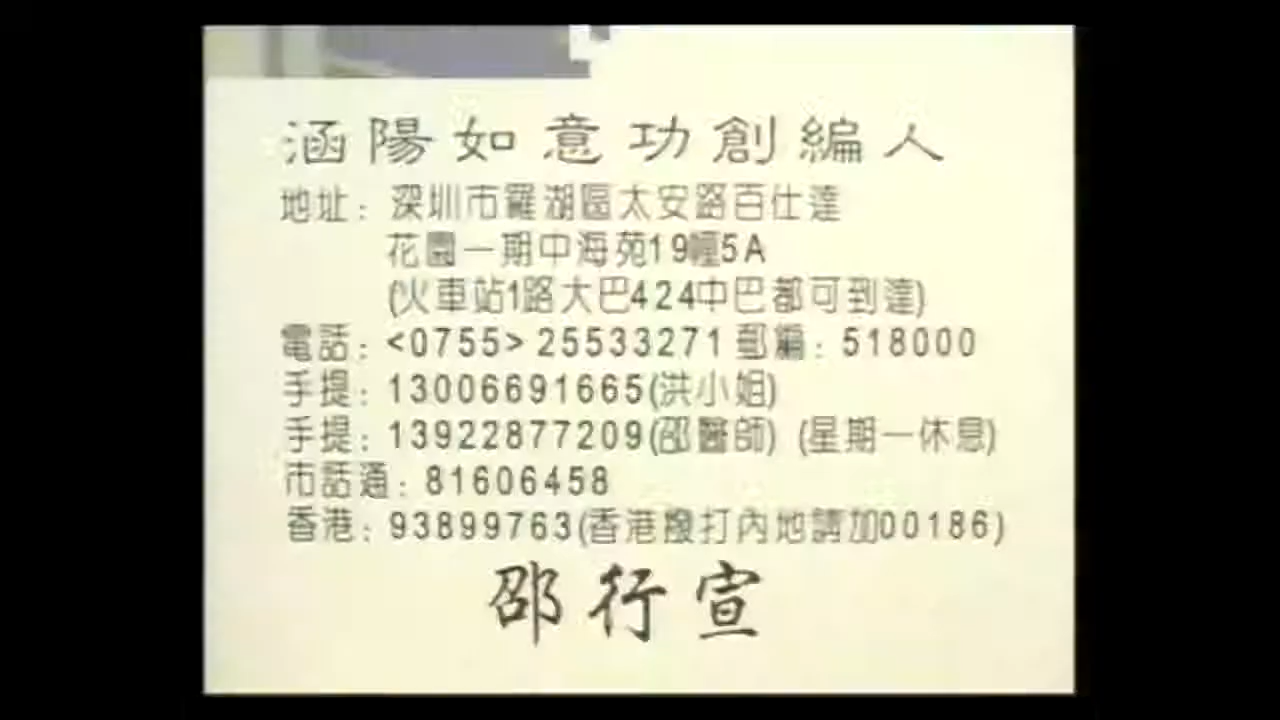 涵陽如意功創編人
地址：深圳市羅湖區太安路百仕達
花園一期中海苑19幢5A
(火車站1路大巴424中巴都可到達)
電話：<0755>25533271 郵編：518000
手提：13006691665(洪小姐)
手提：13922877209(邵醫師) (星期一休息)
市話通：81606458
香港：93899763(香港撥打內地請加00186)
邵行宣